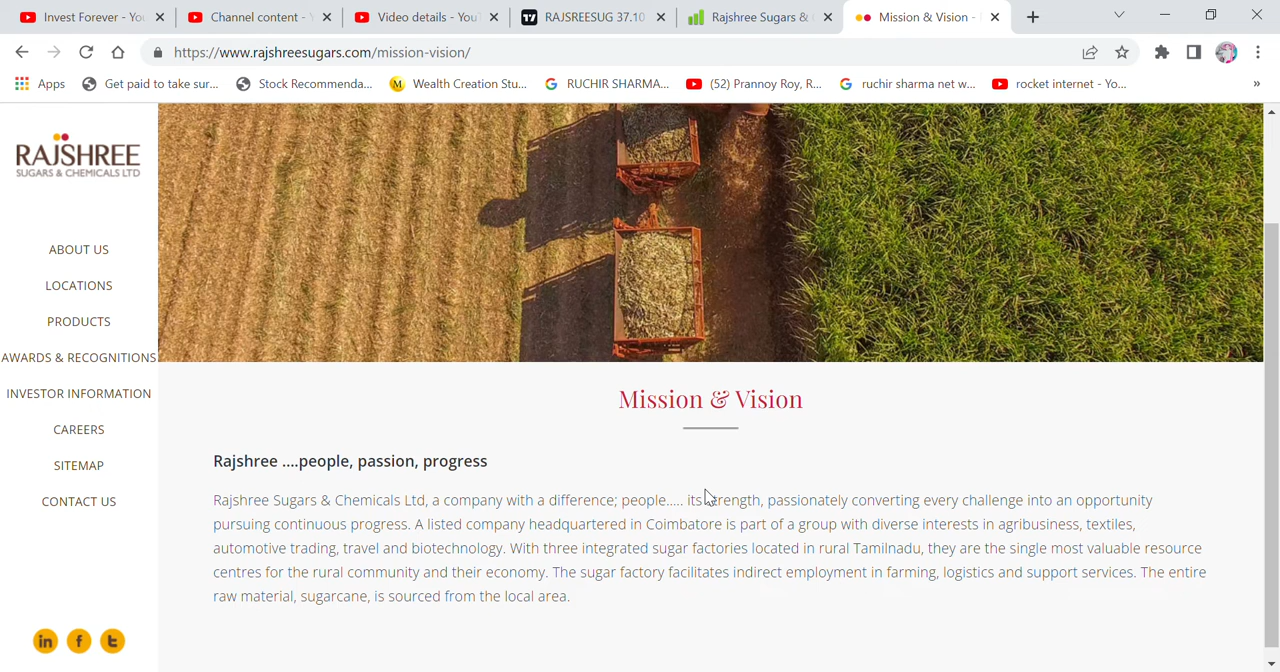 Invest Forever - You
Channel content - Y
Video details - YouT
RAJSREESUG 37.10
Rajshree Sugars &
Mission & Vision -
https://www.rajshreesugars.com/mission-vision/
Apps
Get paid to take sur...
Stock Recommenda...
M
Wealth Creation Stu...
RUCHIR SHARMA...
(52) Prannoy Roy, R...
ruchir sharma net w...
rocket internet - Yo...
»
RAJSHREE
SUGARS & CHEMICALS LTD
ABOUT US
LOCATIONS
PRODUCTS
AWARDS & RECOGNITIONS
INVESTOR INFORMATION
CAREERS
SITEMAP
CONTACT US
Mission & Vision
Rajshree ....people, passion, progress
Rajshree Sugars & Chemicals Ltd, a company with a difference; people..... its strength, passionately converting every challenge into an opportunity
pursuing continuous progress. A listed company headquartered in Coimbatore is part of a group with diverse interests in agribusiness, textiles,
automotive trading, travel and biotechnology. With three integrated sugar factories located in rural Tamilnadu, they are the single most valuable resource
centres for the rural community and their economy. The sugar factory facilitates indirect employment in farming, logistics and support services. The entire
raw material, sugarcane, is sourced from the local area.